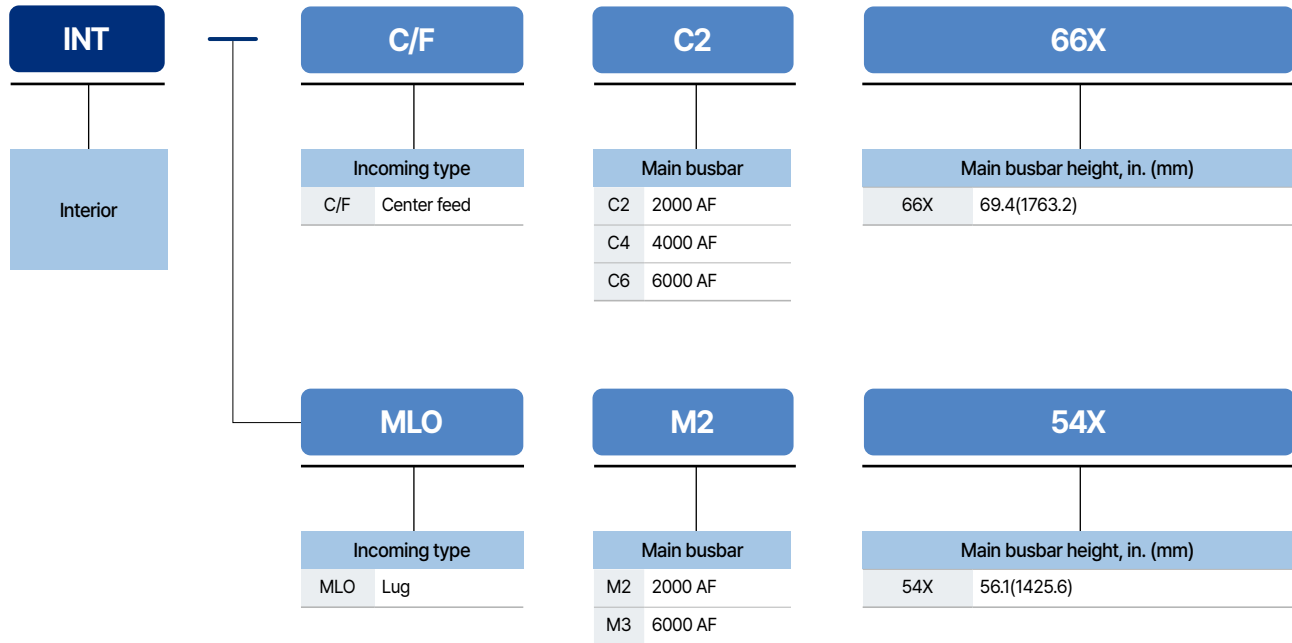 INT C/F C2 66X
Interior
Incoming type
C/F Center feed
Main busbar
C2 2000 AF
C4 4000 AF
C6 6000 AF
Main busbar height, in. (mm)
66X 69.4(1763.2)
MLO M2 54X
Incoming type
MLO Lug
Main busbar
M2 2000 AF
M3 6000 AF
Main busbar height, in. (mm)
54X 56.1(1425.6)